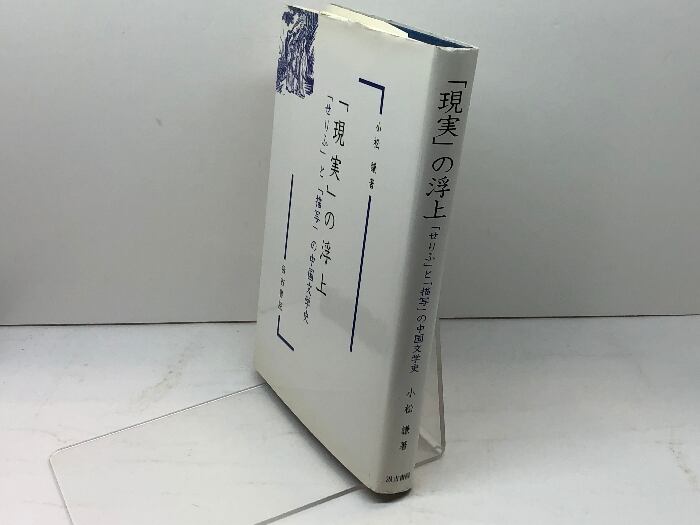 小松 謙著
「現実」の浮上
「せりふ」と「描写」の中国文学史
汲古書院
「現実」の浮上
「せりふ」と「描写」の中国文学史
小松 謙 著
汲古書院